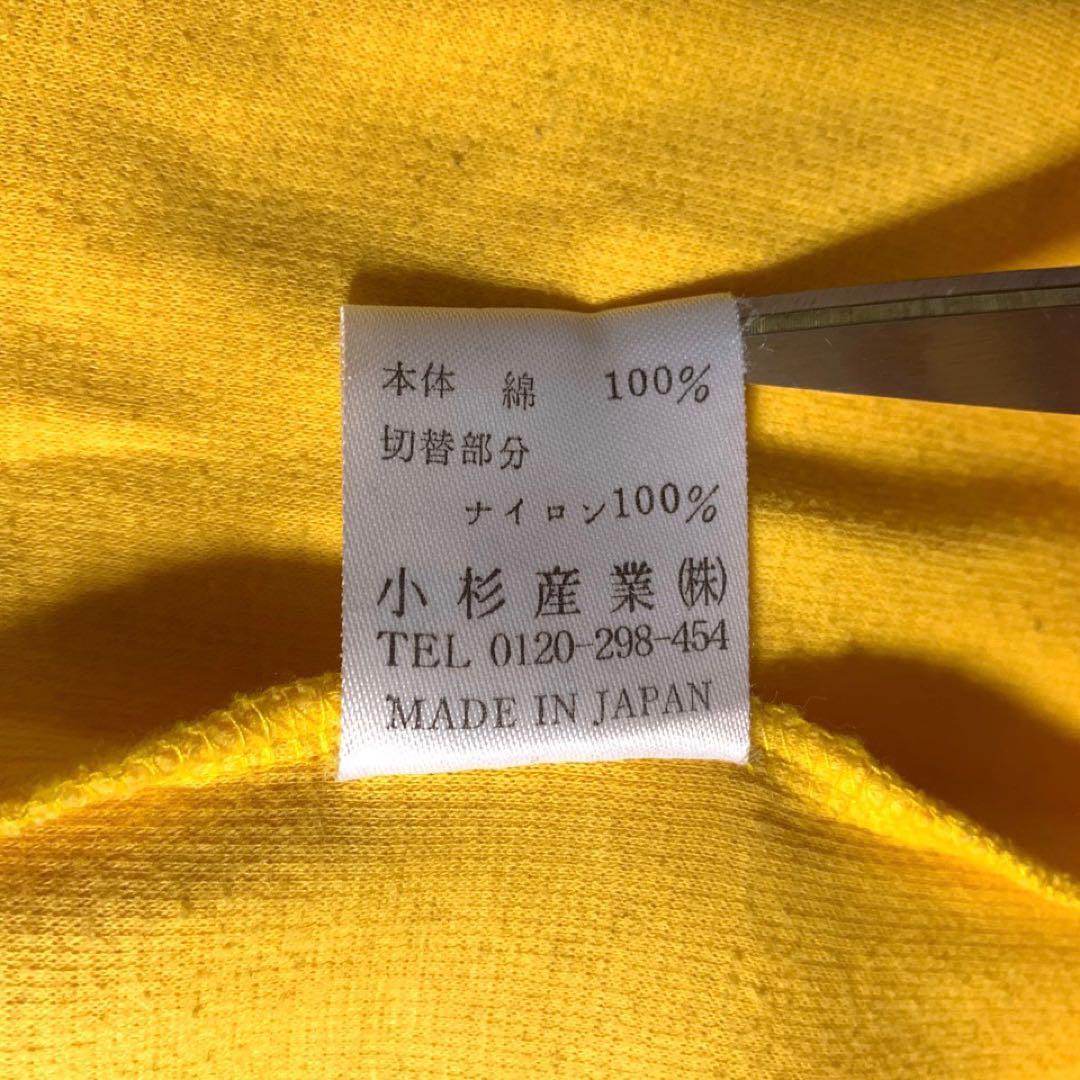 本体 綿 100%
切替部分
ナイロン100%
小杉産業㈱
TEL 0120-298-454
MADE IN JAPAN